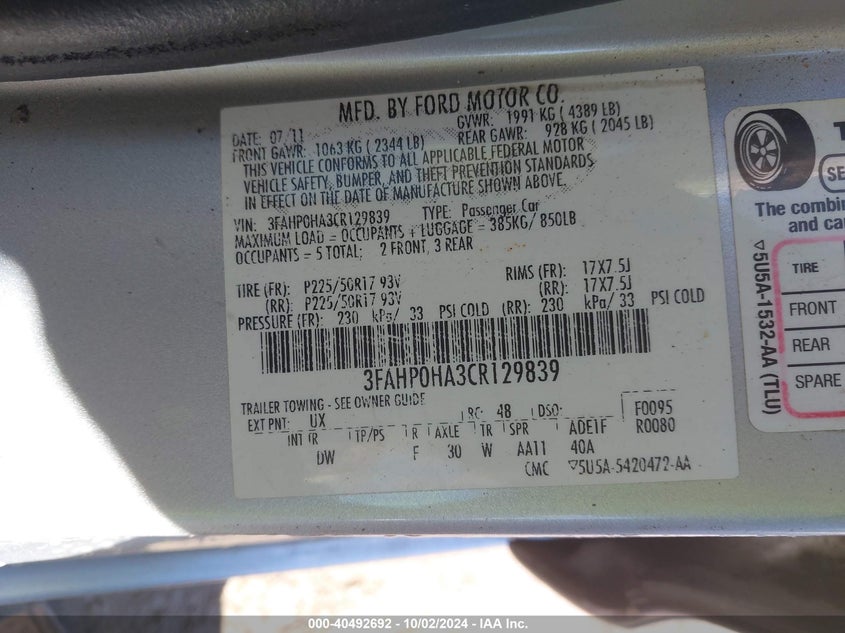 MFD. BY FORD MOTOR CO.
DATE: 07/11
GVWR: 1991 KG ( 4389 LB)
FRONT GAWR: 1063 KG ( 2344 LB)
REAR GAWR: 928 KG ( 2045 LB)
THIS VEHICLE CONFORMS TO ALL APPLICABLE FEDERAL MOTOR
VEHICLE SAFETY, BUMPER, AND THEFT PREVENTION STANDARDS
IN EFFECT ON THE DATE OF MANUFACTURE SHOWN ABOVE.
VIN: 3FAHP0HA3CR129839 TYPE: Passenger Car
MAXIMUM LOAD = OCCUPANTS + LUGGAGE = 385KG/ 850LB
OCCUPANTS = 5 TOTAL; 2 FRONT, 3 REAR
TIRE (FR): P225/50R17 93V RIMS (FR): 17X7.5J
(RR): P225/50R17 93V (RR): 17X7.5J
PRESSURE (FR): 230 kPa/ 33 PSI COLD (RR): 230 kPa/ 33 PSI COLD
3FAHP0HA3CR129839
TRAILER TOWING - SEE OWNER GUIDE
EXT PNT: UX RC: 48 DSO: F0095
INT TR TP/PS R AXLE TR SPR ADE1F R0080
DW F 30 W AA11 40A
CMC 5U5A-5420472-AA
T
SE
The combin
and ca
TIRE
FRONT
REAR
SPARE
5U5A-1532-AA (TLU)
000-40492692 - 10/02/2024 - IAA Inc.